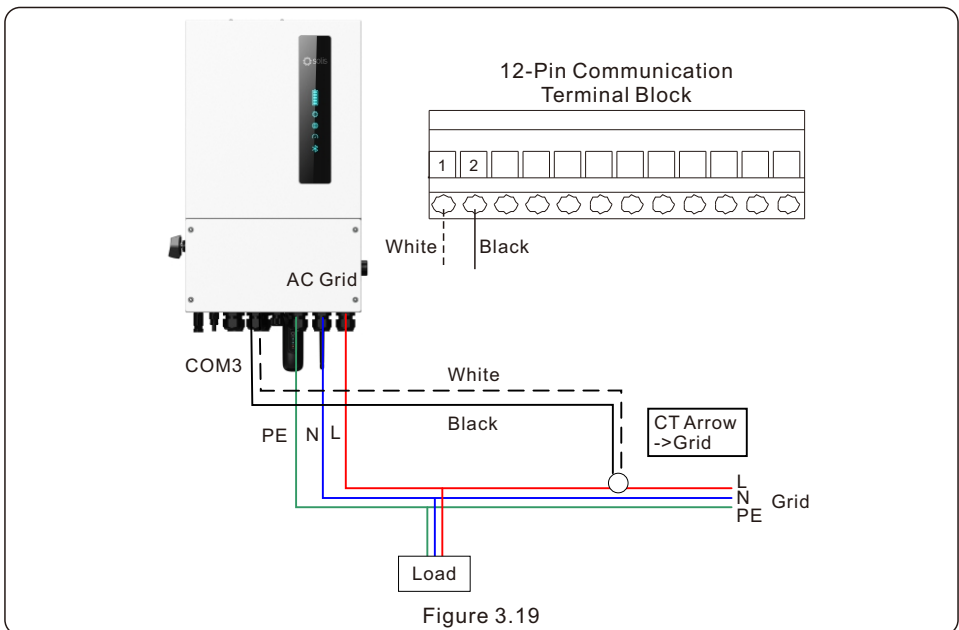 solis
12-Pin Communication
Terminal Block
1 2
White
Black
AC Grid
COM3
White
Black
PE N L
CT Arrow
->Grid
L
N
PE
Grid
Load
Figure 3.19